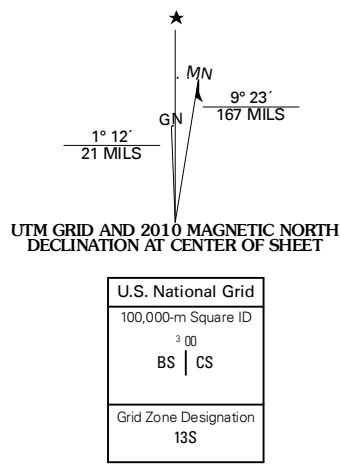 MN
GN
9° 23´
167 MILS
1° 12´
21 MILS
UTM GRID AND 2010 MAGNETIC NORTH
DECLINATION AT CENTER OF SHEET
U.S. National Grid
100,000-m Square ID
3 00
BS | CS
Grid Zone Designation
13S